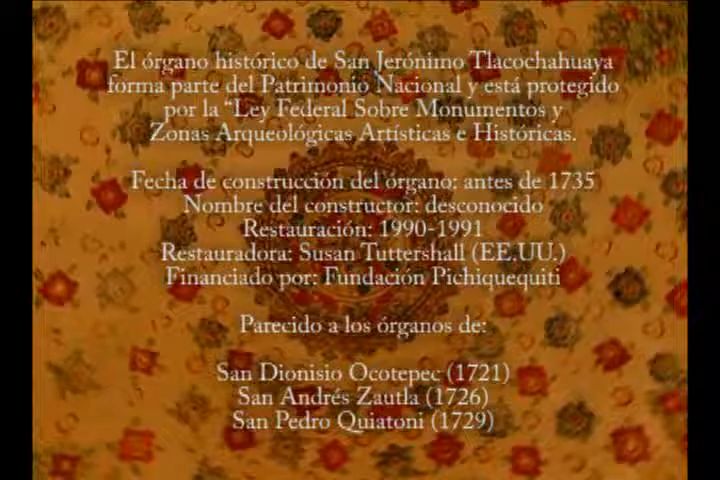 El órgano histórico de San Jerónimo Tlacochahuaya
forma parte del Patrimonio Nacional y está protegido
por la “Ley Federal Sobre Monumentos y
Zonas Arqueológicas Artísticas e Históricas.
Fecha de construcción del órgano: antes de 1735
Nombre del constructor: desconocido
Restauración: 1990-1991
Restauradora: Susan Tuttershall (EE.UU.)
Financiado por: Fundación Pichiquequiti
Parecido a los órganos de:
San Dionisio Ocotepec (1721)
San Andrés Zautla (1726)
San Pedro Quiatoni (1729)